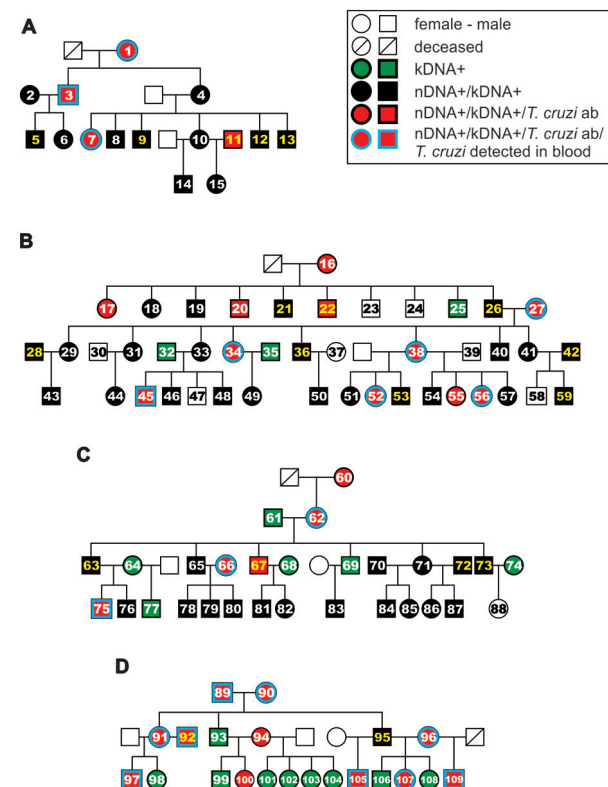 A
female - male
deceased
kDNA+
nDNA+/kDNA+
nDNA+/kDNA+/T. cruzi ab
nDNA+/kDNA+/T. cruzi ab/
T. cruzi detected in blood
1
2 3 4
5 6 7 8 9 10 11 12 13
14 15
B
16
17 18 19 20 21 22 23 24 25 26 27
28 29 30 31 32 33 34 35 36 37 38 39 40 41 42
43 44 45 46 47 48 49 50 51 52 53 54 55 56 57 58 59
C
60
61 62
63 64 65 66 67 68 69 70 71 72 73 74
75 76 77 78 79 80 81 82 83 84 85 86 87 88
D
89 90
91 92 93 94 95 96
97 98 99 100 101 102 103 104 105 106 107 108 109